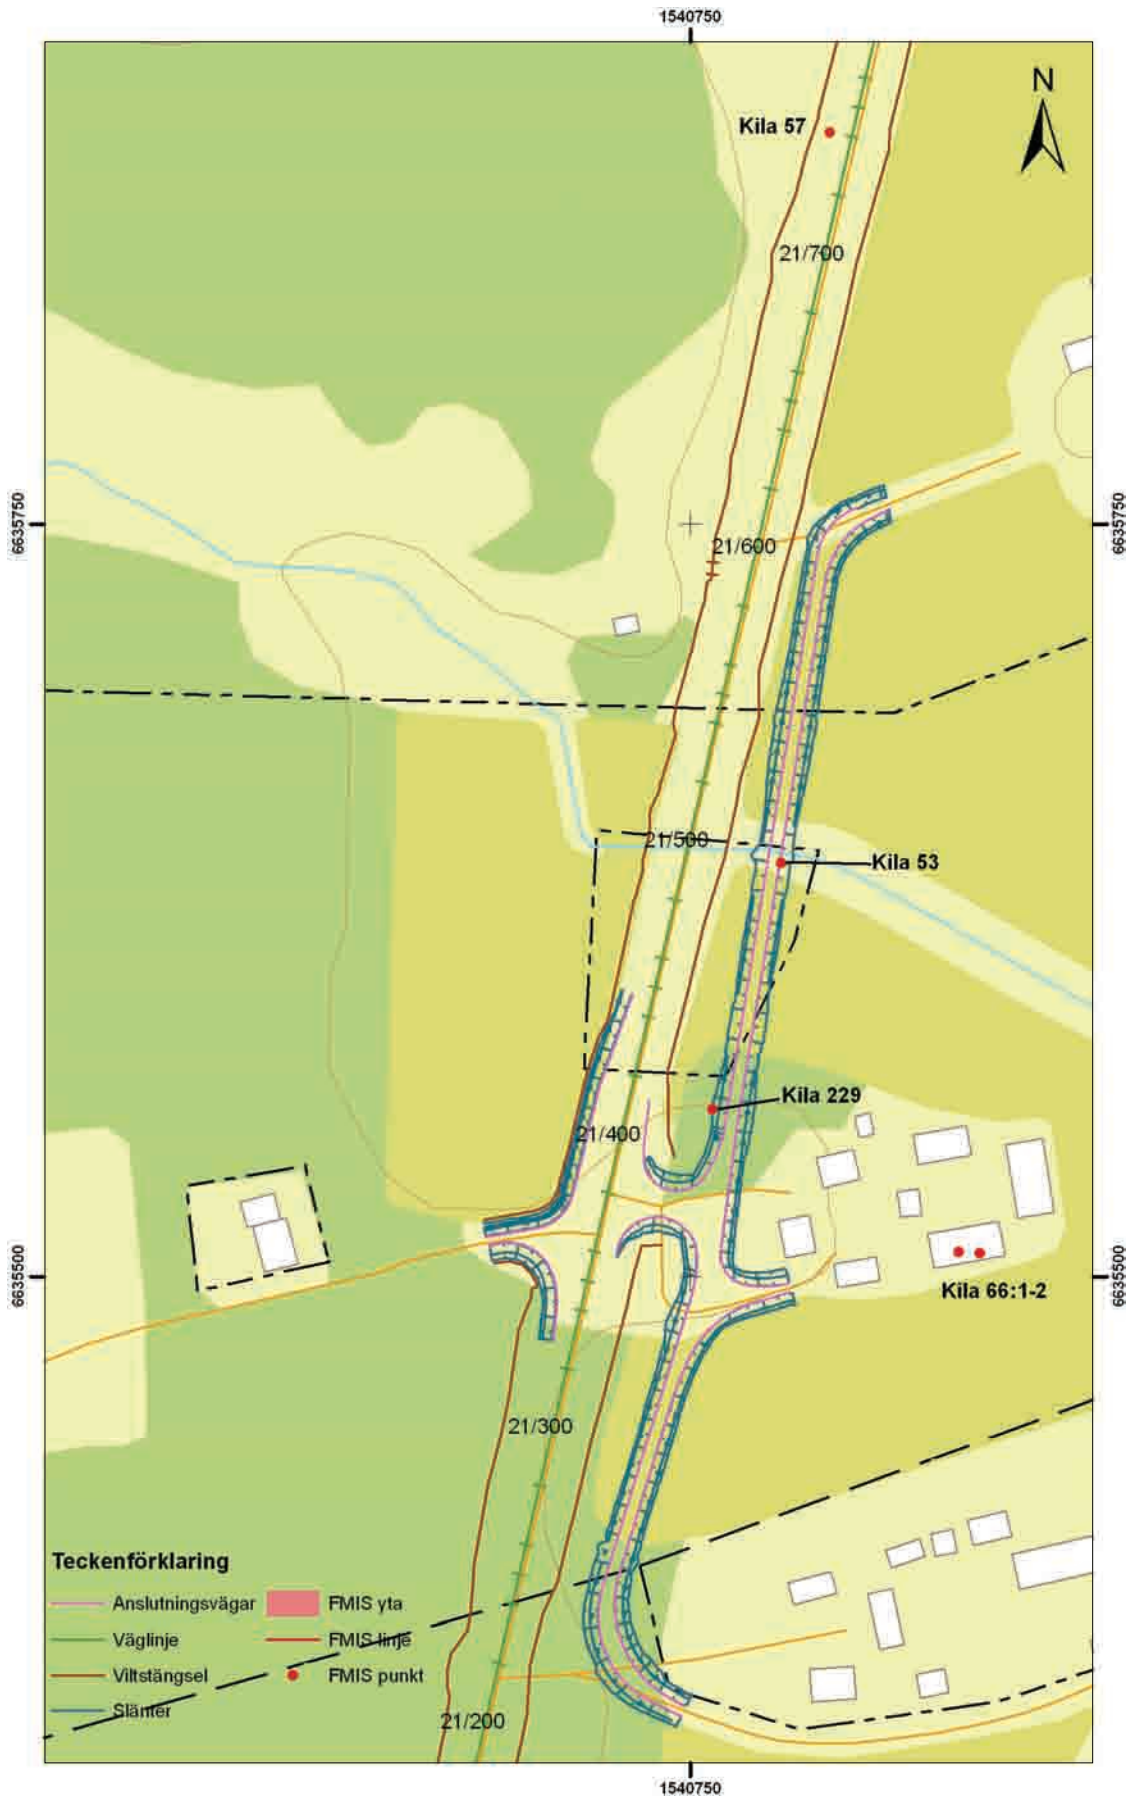 1540750
N
Kila 57
21/700
6635750
6635750
21/600
21/500
Kila 53
Kila 229
21/400
6635500
6635500
Kila 66:1-2
21/300
Teckenförklaring
Anslutningsvägar
FMIS yta
Väglinje
FMIS linje
Viltstängsel
FMIS punkt
Slänter
21/200
1540750